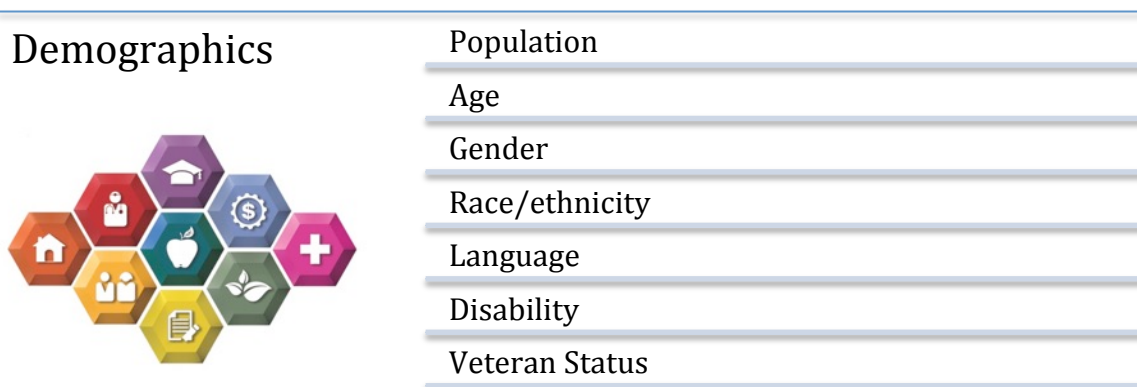 Demographics
Population
Age
Gender
Race/ethnicity
Language
Disability
Veteran Status
$